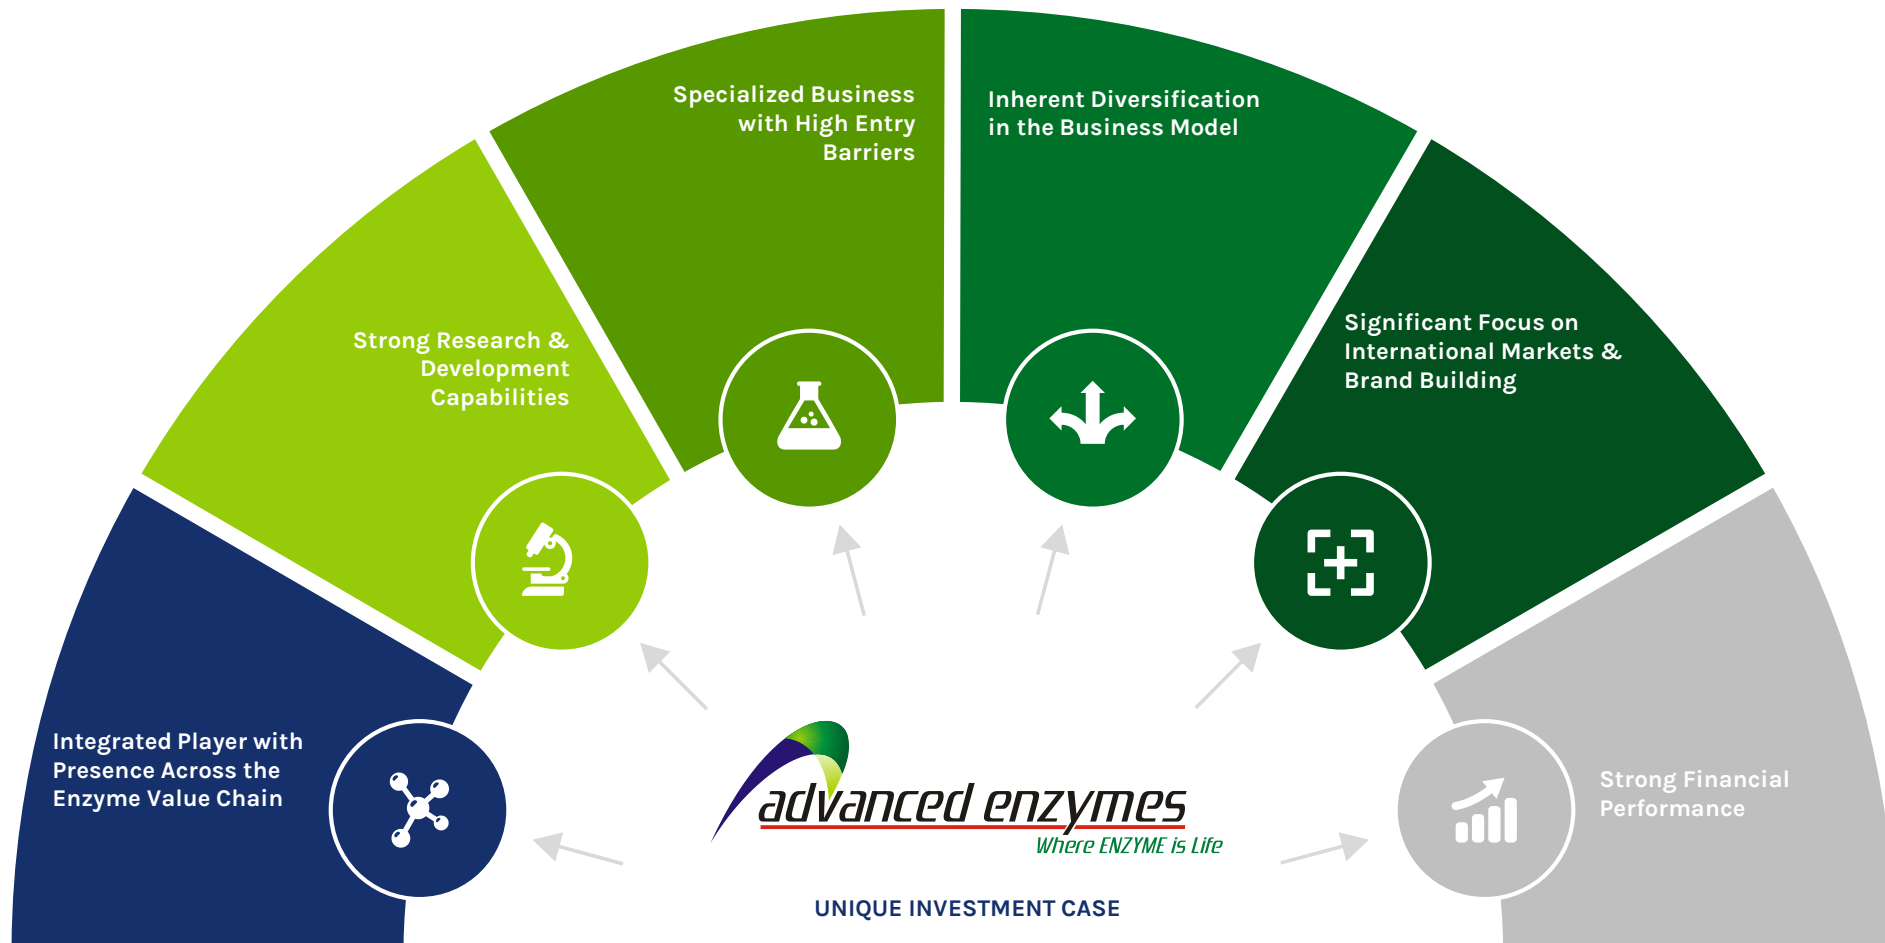 Specialized Business
with High Entry
Barriers
Inherent Diversification
in the Business Model
Strong Research &
Development
Capabilities
Significant Focus on
International Markets &
Brand Building
Integrated Player with
Presence Across the
Enzyme Value Chain
Strong Financial
Performance
advanced enzymes
Where ENZYME is Life
UNIQUE INVESTMENT CASE